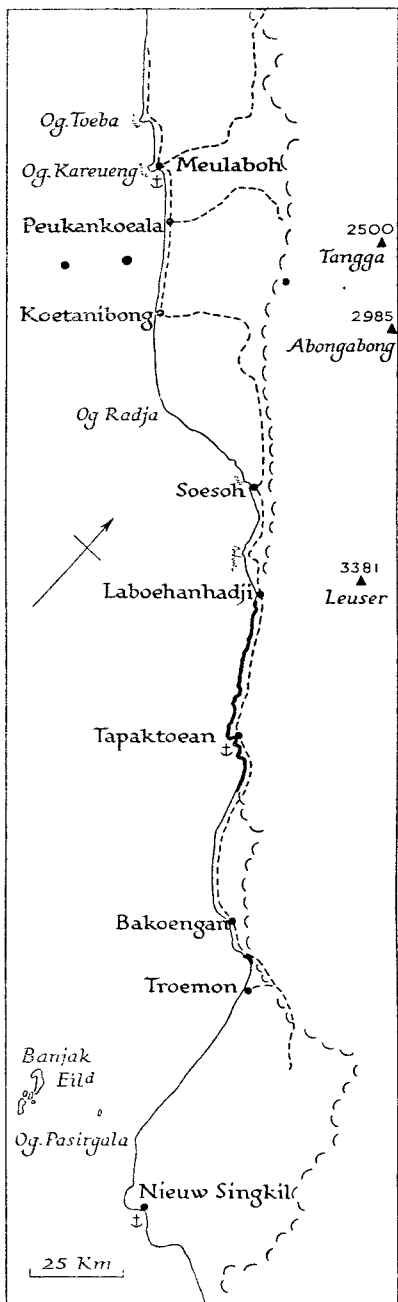 Og. Toeba
Og. Kareueng
Meulaboh
Peukankoeala
2500
Tangga
Koetanibong
2985
Abongabong
Og Radja
Soesoh
Laboehanhadji
3381
Leuser
Tapaktoean
Bakoengan
Troemon
Banjak
Eild
Og. Pasirgala
Nieuw Singkil
25 Km